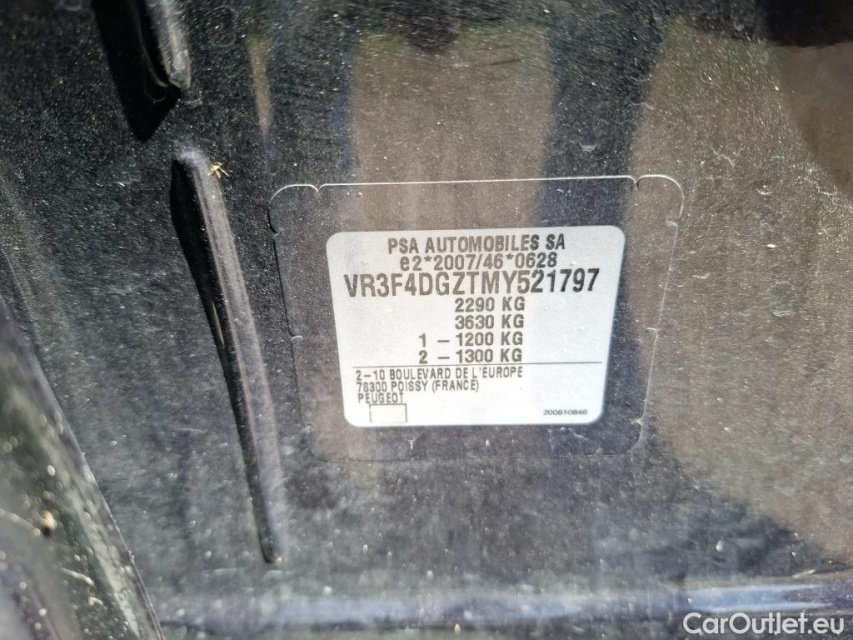 PSA AUTOMOBILES SA
e2*2007/46*0628
VR3F4DGZTMY521797
2290 KG
3630 KG
1 - 1200 KG
2 - 1300 KG
2-10 BOULEVARD DE L'EUROPE
78300 POISSY (FRANCE)
PEUGEOT
200810846
CarOutlet.eu